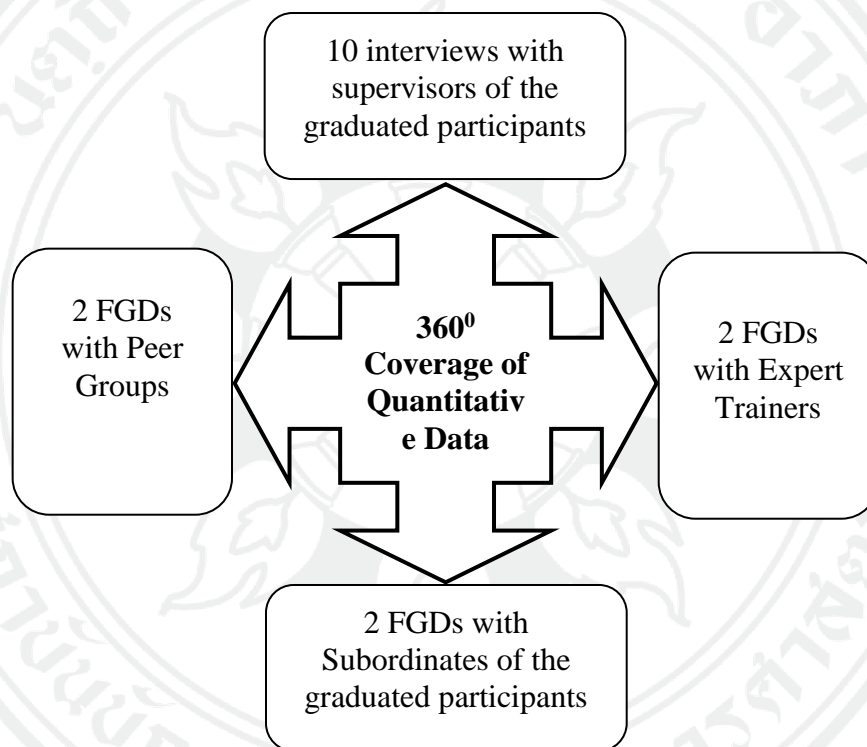 10 interviews with
supervisors of the
graduated participants
2 FGDs
with Peer
Groups
360⁰
Coverage of
Quantitativ
e Data
2 FGDs
with Expert
Trainers
2 FGDs with
Subordinates of the
graduated participants